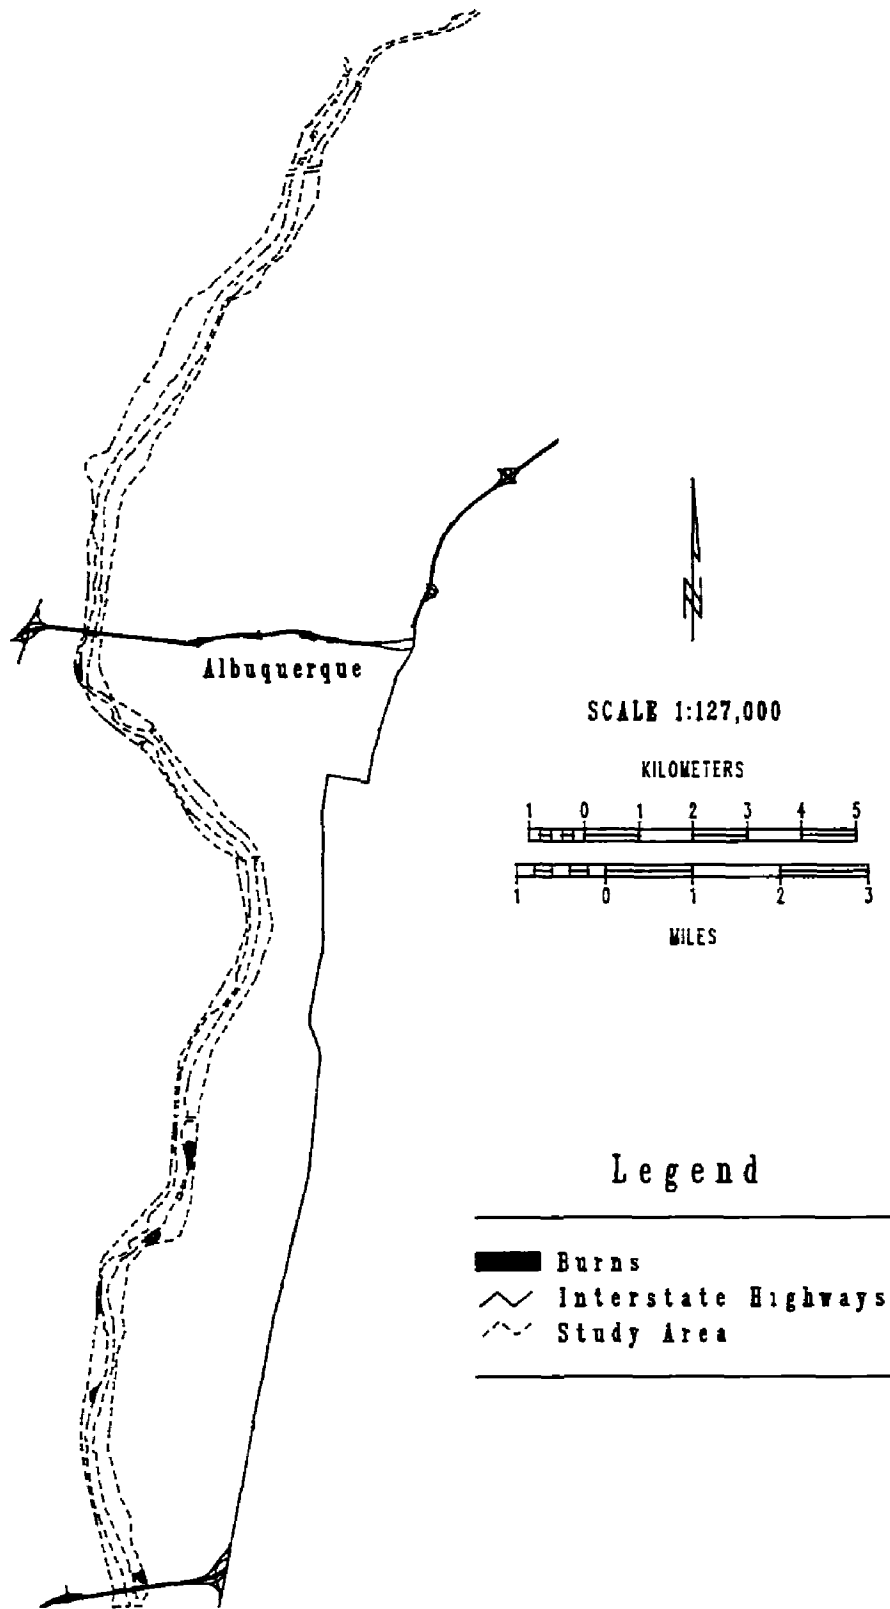 Albuquerque
N
SCALE 1:127,000
KILOMETERS
1 0 1 2 3 4 5
1 0 1 2 3
MILES
Legend
Burns
Interstate Highways
Study Area